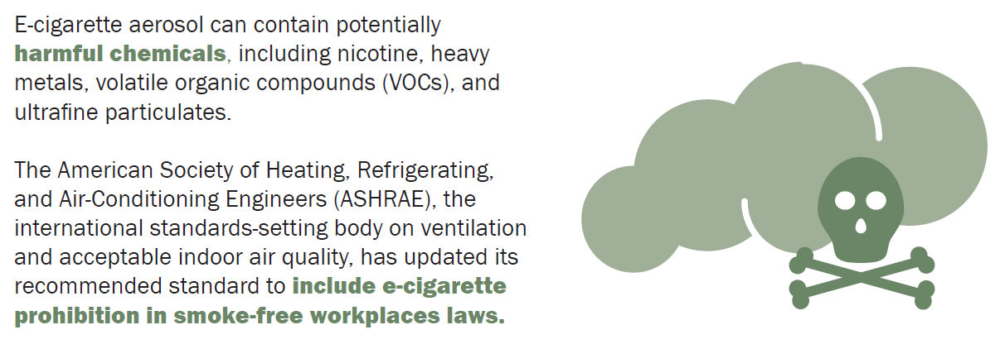 E-cigarette aerosol can contain potentially
harmful chemicals, including nicotine, heavy
metals, volatile organic compounds (VOCs), and
ultrafine particulates.
The American Society of Heating, Refrigerating,
and Air-Conditioning Engineers (ASHRAE), the
international standards-setting body on ventilation
and acceptable indoor air quality, has updated its
recommended standard to include e-cigarette
prohibition in smoke-free workplaces laws.